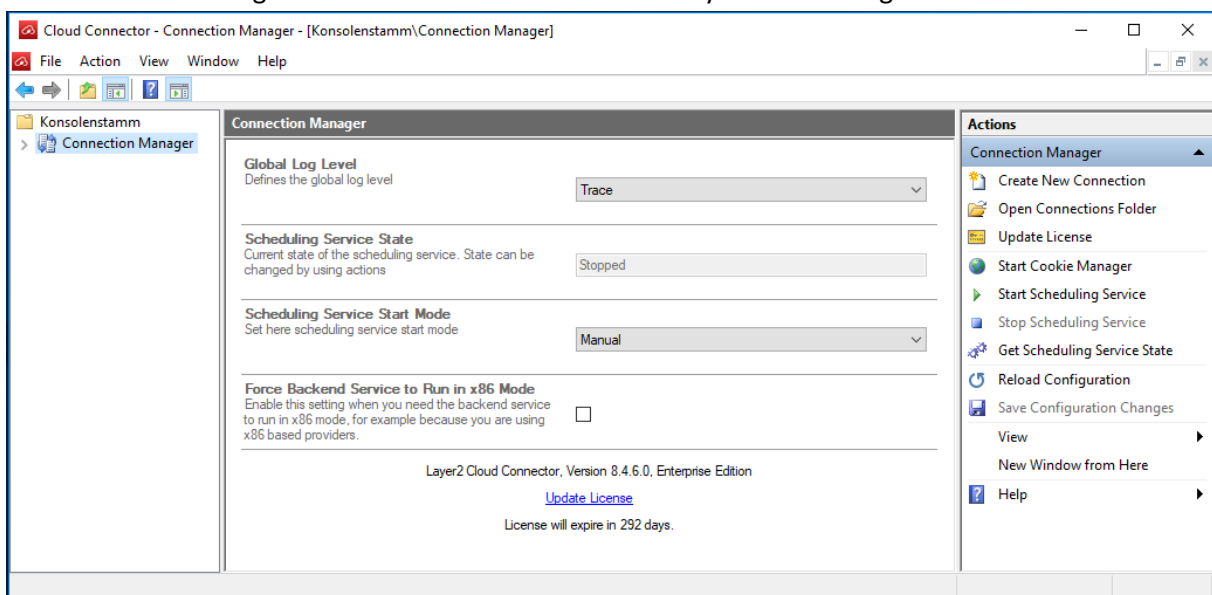 Cloud Connector - Connection Manager - [Konsolenstamm\Connection Manager]
File Action View Window Help
Konsolenstamm
Connection Manager
Connection Manager
Global Log Level
Defines the global log level
Trace
Scheduling Service State
Current state of the scheduling service. State can be
changed by using actions
Stopped
Scheduling Service Start Mode
Set here scheduling service start mode
Manual
Force Backend Service to Run in x86 Mode
Enable this setting when you need the backend service
to run in x86 mode, for example because you are using
x86 based providers.
Layer2 Cloud Connector, Version 8.4.6.0, Enterprise Edition
Update License
License will expire in 292 days.
Actions
Connection Manager
Create New Connection
Open Connections Folder
Update License
Start Cookie Manager
Start Scheduling Service
Stop Scheduling Service
Get Scheduling Service State
Reload Configuration
Save Configuration Changes
View
New Window from Here
Help